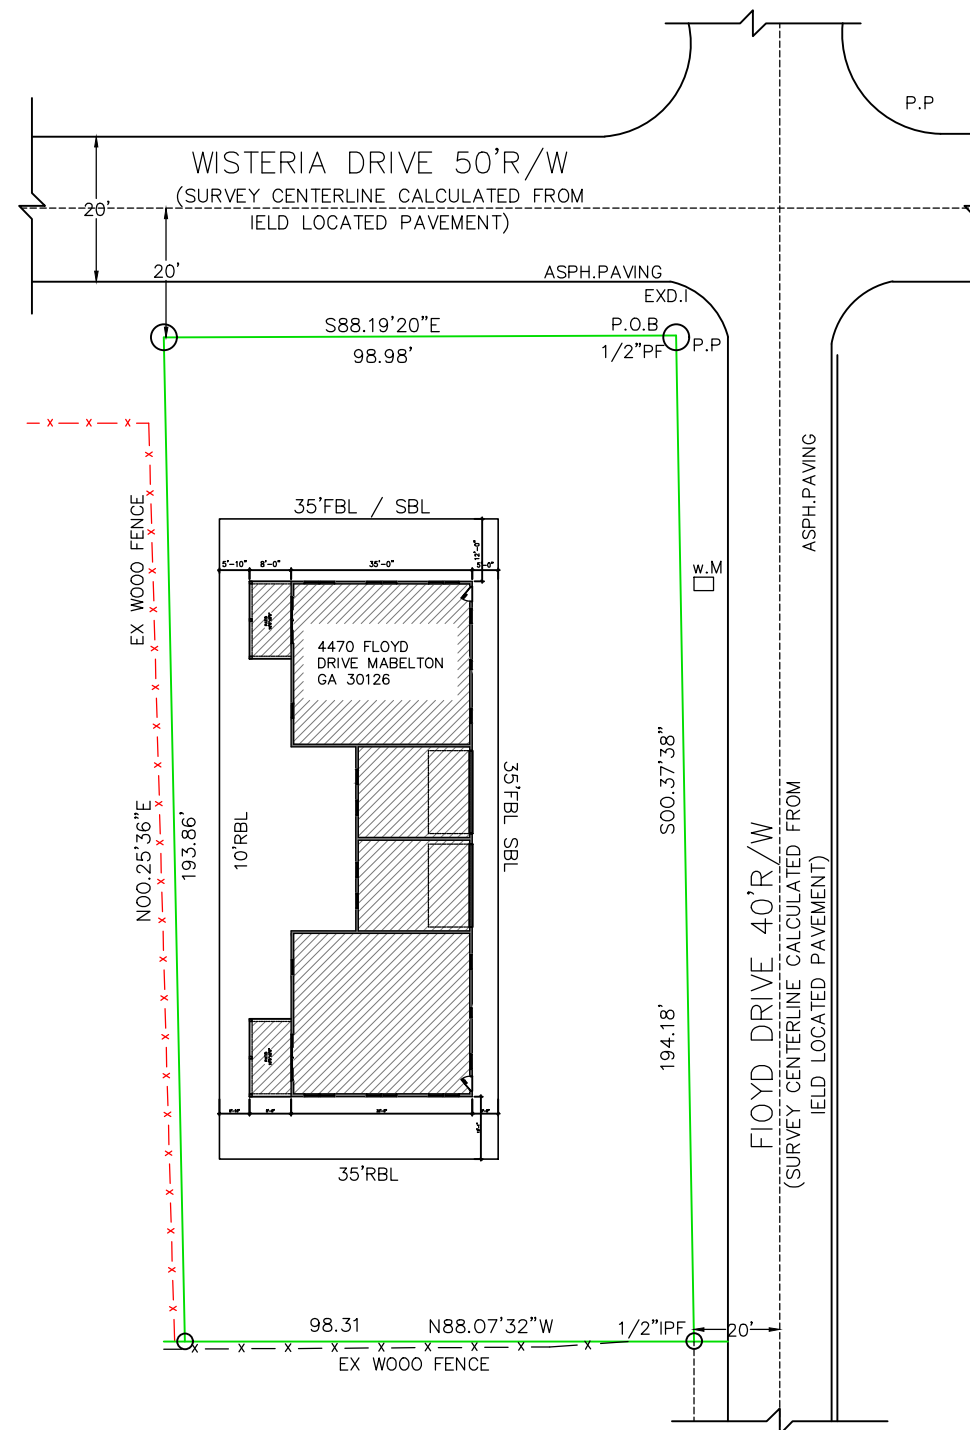 P.P
WISTERIA DRIVE 50'R/W
(SURVEY CENTERLINE CALCULATED FROM
IELD LOCATED PAVEMENT)
20'
20'
ASPH.PAVING
EXD.I
S88.19'20"E
98.98'
P.O.B
1/2"PF
P.P
EX WOOO FENCE
35'FBL / SBL
12'-0"
5'-10"
8'-0"
35'-0"
5'-0"
w.M
ASPH.PAVING
4470 FLOYD
DRIVE MABELTON
GA 30126
35'FBL SBL
10'RBL
N00.25'36"E
193.86'
S00.37'38"
194.18'
FIOYD DRIVE 40'R/W
(SURVEY CENTERLINE CALCULATED FROM
IELD LOCATED PAVEMENT)
35'RBL
98.31
N88.07'32"W
1/2"IPF
20'
EX WOOO FENCE